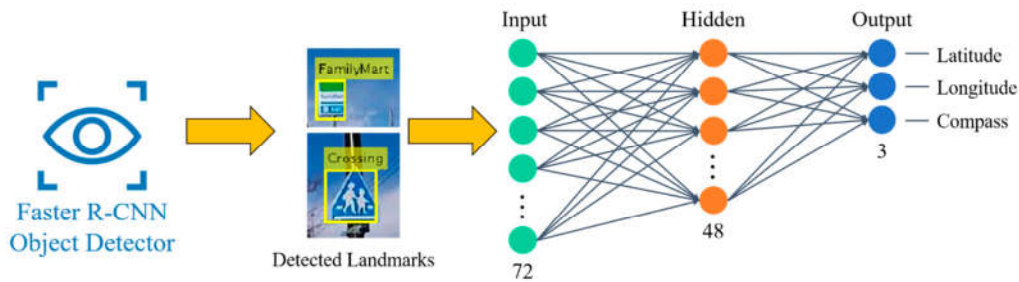 Input
Hidden
Output
FamilyMart
Crossing
Latitude
Longitude
Compass
3
48
72
Faster R-CNN
Object Detector
Detected Landmarks